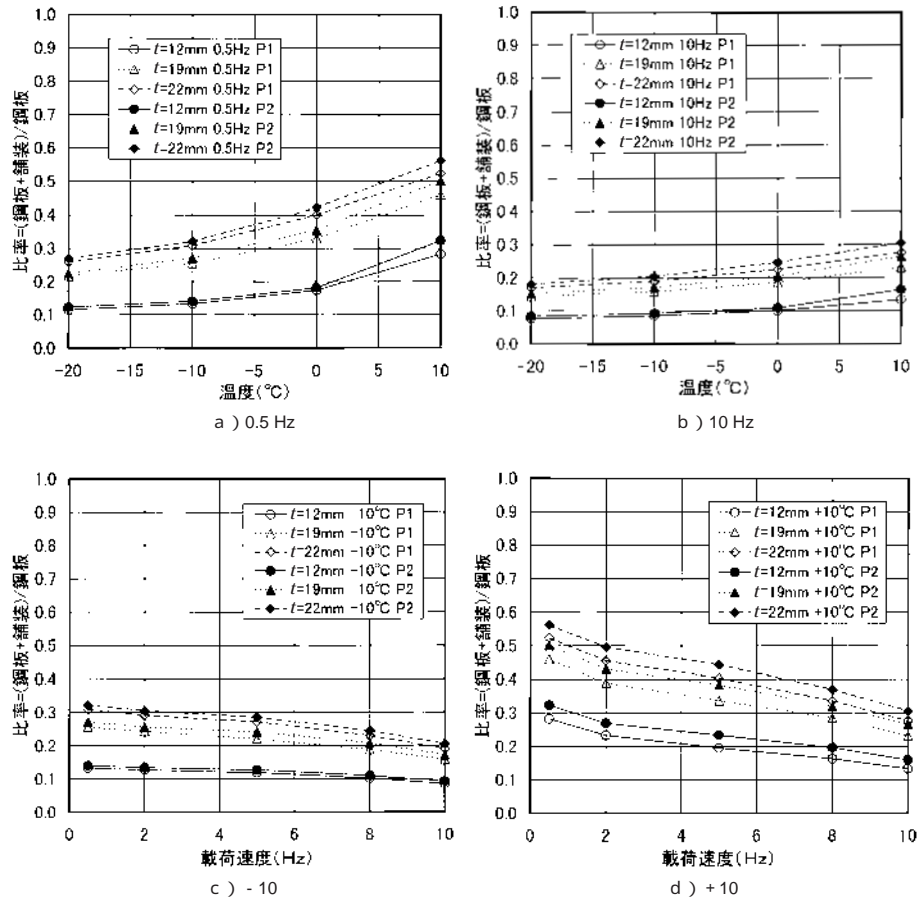 1.0
0.9
0.8
0.7
0.6
0.5
0.4
0.3
0.2
0.1
0.0
比率=(鋼板+舗装)/鋼板
t=12mm 0.5Hz P1
t=19mm 0.5Hz P1
t=22mm 0.5Hz P1
t=12mm 0.5Hz P2
t=19mm 0.5Hz P2
t=22mm 0.5Hz P2
-20 -15 -10 -5 0 5 10
温度(℃)
a ) 0.5 Hz
1.0
0.9
0.8
0.7
0.6
0.5
0.4
0.3
0.2
0.1
0.0
比率=(鋼板+舗装)/鋼板
t=12mm 10Hz P1
t=19mm 10Hz P1
t=22mm 10Hz P1
t=12mm 10Hz P2
t=19mm 10Hz P2
t=22mm 10Hz P2
-20 -15 -10 -5 0 5 10
温度(℃)
b ) 10 Hz
1.0
0.9
0.8
0.7
0.6
0.5
0.4
0.3
0.2
0.1
0.0
比率=(鋼板+舗装)/鋼板
t=12mm 10℃ P1
t=19mm -10℃ P1
t=22mm -10℃ P1
t=12mm -10℃ P2
t=19mm 10℃ P2
t=22mm -10℃ P2
0 2 4 6 8 10
載荷速度(Hz)
c ) - 10
1.0
0.9
0.8
0.7
0.6
0.5
0.4
0.3
0.2
0.1
0.0
比率=(鋼板+舗装)/鋼板
t=12mm +10℃ P1
t=19mm +10℃ P1
t=22mm +10℃ P1
t=12mm +10℃ P2
t=19mm +10℃ P2
t=22mm +10℃ P2
0 2 4 6 8 10
載荷速度(Hz)
d ) +10